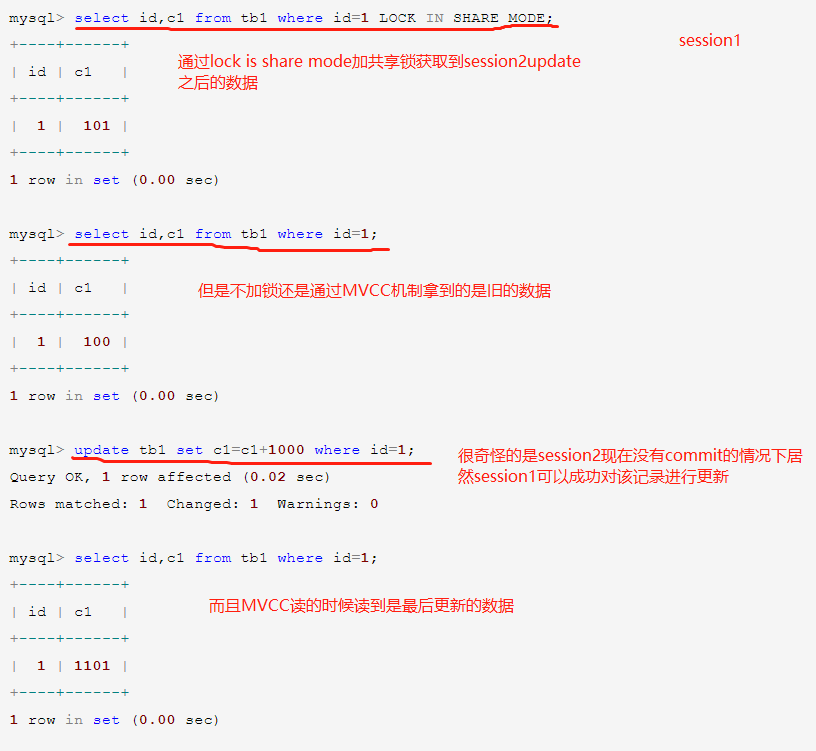 mysql> select id,c1 from tb1 where id=1 LOCK IN SHARE MODE;
session1
+----+------+
| id | c1   |
通过lock is share mode加共享锁获取到session2update
之后的数据
+----+------+
|  1 |  101 |
+----+------+
1 row in set (0.00 sec)
mysql> select id,c1 from tb1 where id=1;
+----+------+
| id | c1   |
但是不加锁还是通过MVCC机制拿到的是旧的数据
+----+------+
|  1 |  100 |
+----+------+
1 row in set (0.00 sec)
mysql> update tb1 set c1=c1+1000 where id=1;
很奇怪的是session2现在没有commit的情况下居
然session1可以成功对该记录进行更新
Query OK, 1 row affected (0.02 sec)
Rows matched: 1  Changed: 1  Warnings: 0
mysql> select id,c1 from tb1 where id=1;
+----+------+
| id | c1   |
而且MVCC读的时候读到是最后更新的数据
+----+------+
|  1 | 1101 |
+----+------+
1 row in set (0.00 sec)